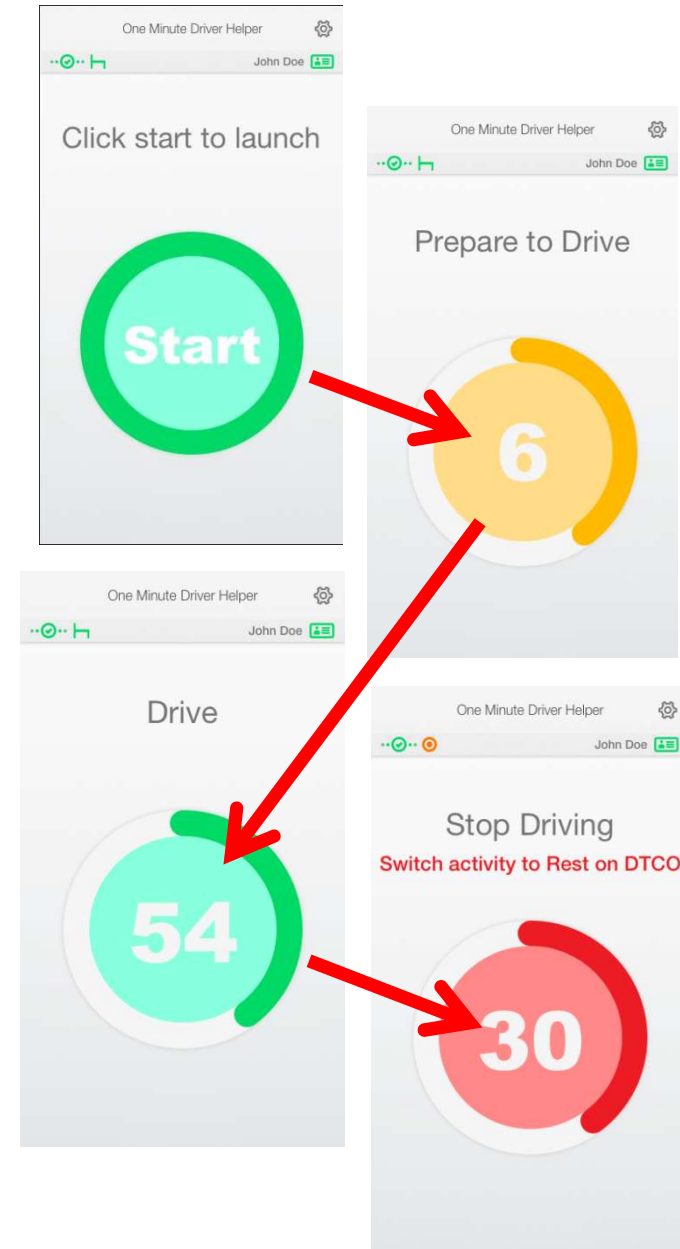 One Minute Driver Helper
John Doe
Click start to launch
Start
One Minute Driver Helper
John Doe
Prepare to Drive
6
One Minute Driver Helper
John Doe
Drive
54
One Minute Driver Helper
John Doe
Stop Driving
Switch activity to Rest on DTCO
30